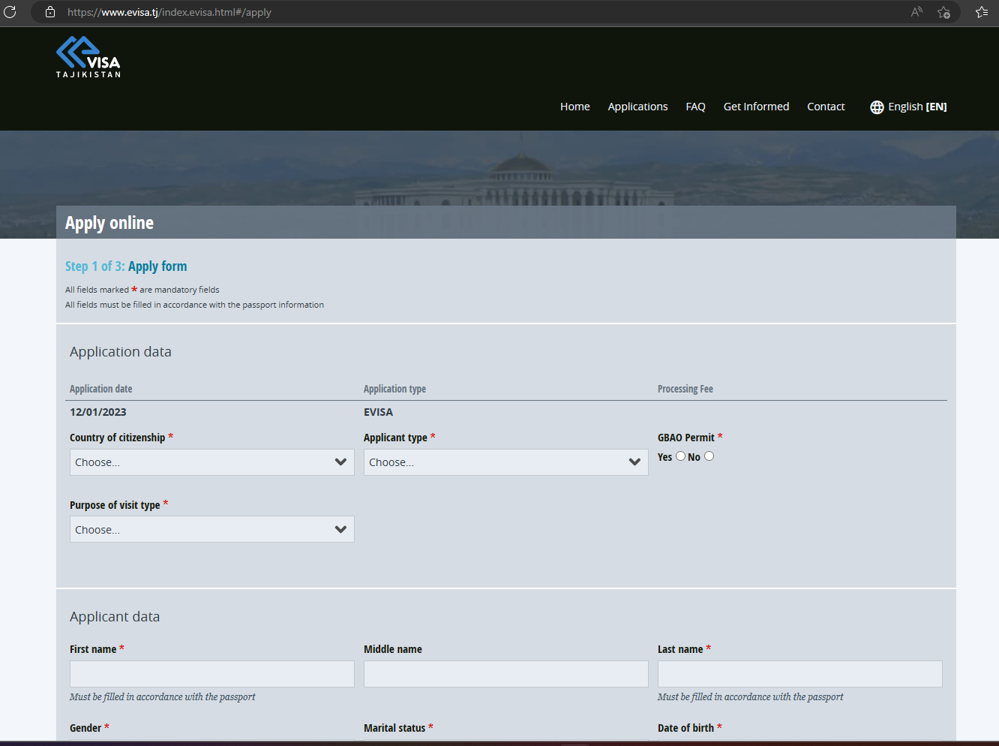 https://www.evisa.tj/index.evisa.html#/apply
VISA
TAJIKISTAN
Home Applications FAQ Get Informed Contact English [EN]
Apply online
Step 1 of 3: Apply form
All fields marked * are mandatory fields
All fields must be filled in accordance with the passport information
Application data
Application date Application type Processing Fee
12/01/2023 EVISA
Country of citizenship * Applicant type * GBAO Permit *
Choose... Choose... Yes No
Purpose of visit type *
Choose...
Applicant data
First name * Middle name Last name *
Must be filled in accordance with the passport Must be filled in accordance with the passport
Gender * Marital status * Date of birth *